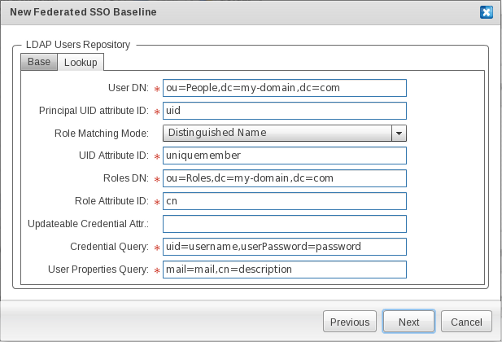 New Federated SSO Baseline
LDAP Users Repository
Base Lookup
User DN: * ou=People,dc=my-domain,dc=com
Principal UID attribute ID: * uid
Role Matching Mode: Distinguished Name
UID Attribute ID: * uniquemember
Roles DN: * ou=Roles,dc=my-domain,dc=com
Role Attribute ID: * cn
Updateable Credential Attr.:
Credential Query: * uid=username,userPassword=password
User Properties Query: * mail=mail,cn=description
Previous Next Cancel